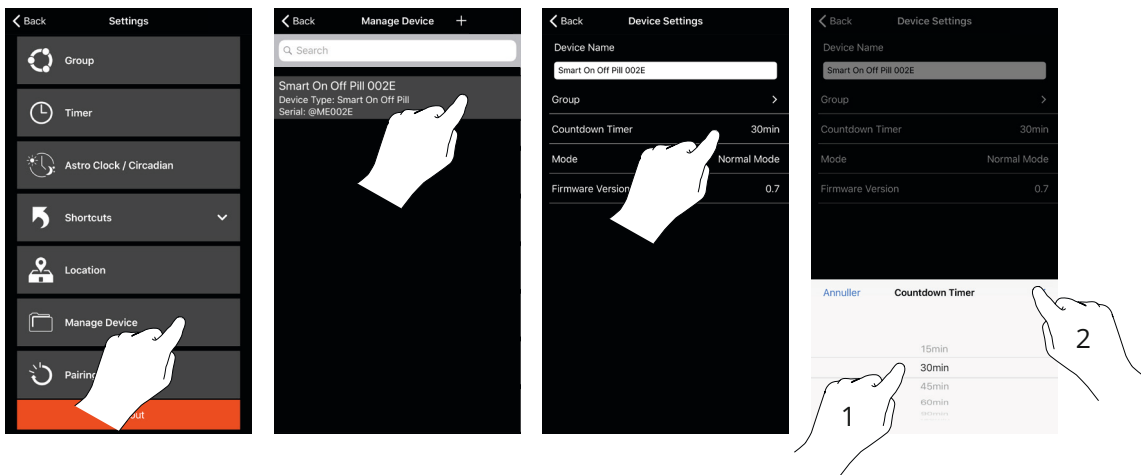 Back Settings
Group
Timer
Astro Clock / Circadian
Shortcuts
Location
Manage Device
Pairing
out
Back Manage Device +
Search
Smart On Off Pill 002E
Device Type: Smart On Off Pill
Serial: @ME002E
Back Device Settings
Device Name
Smart On Off Pill 002E
Group
Countdown Timer 30min
Mode Normal Mode
Firmware Version 0.7
Back Device Settings
Device Name
Smart On Off Pill 002E
Group
Countdown Timer 30min
Mode Normal Mode
Firmware Version 0.7
Annuller Countdown Timer
15min
30min
45min
60min
90min
1
2